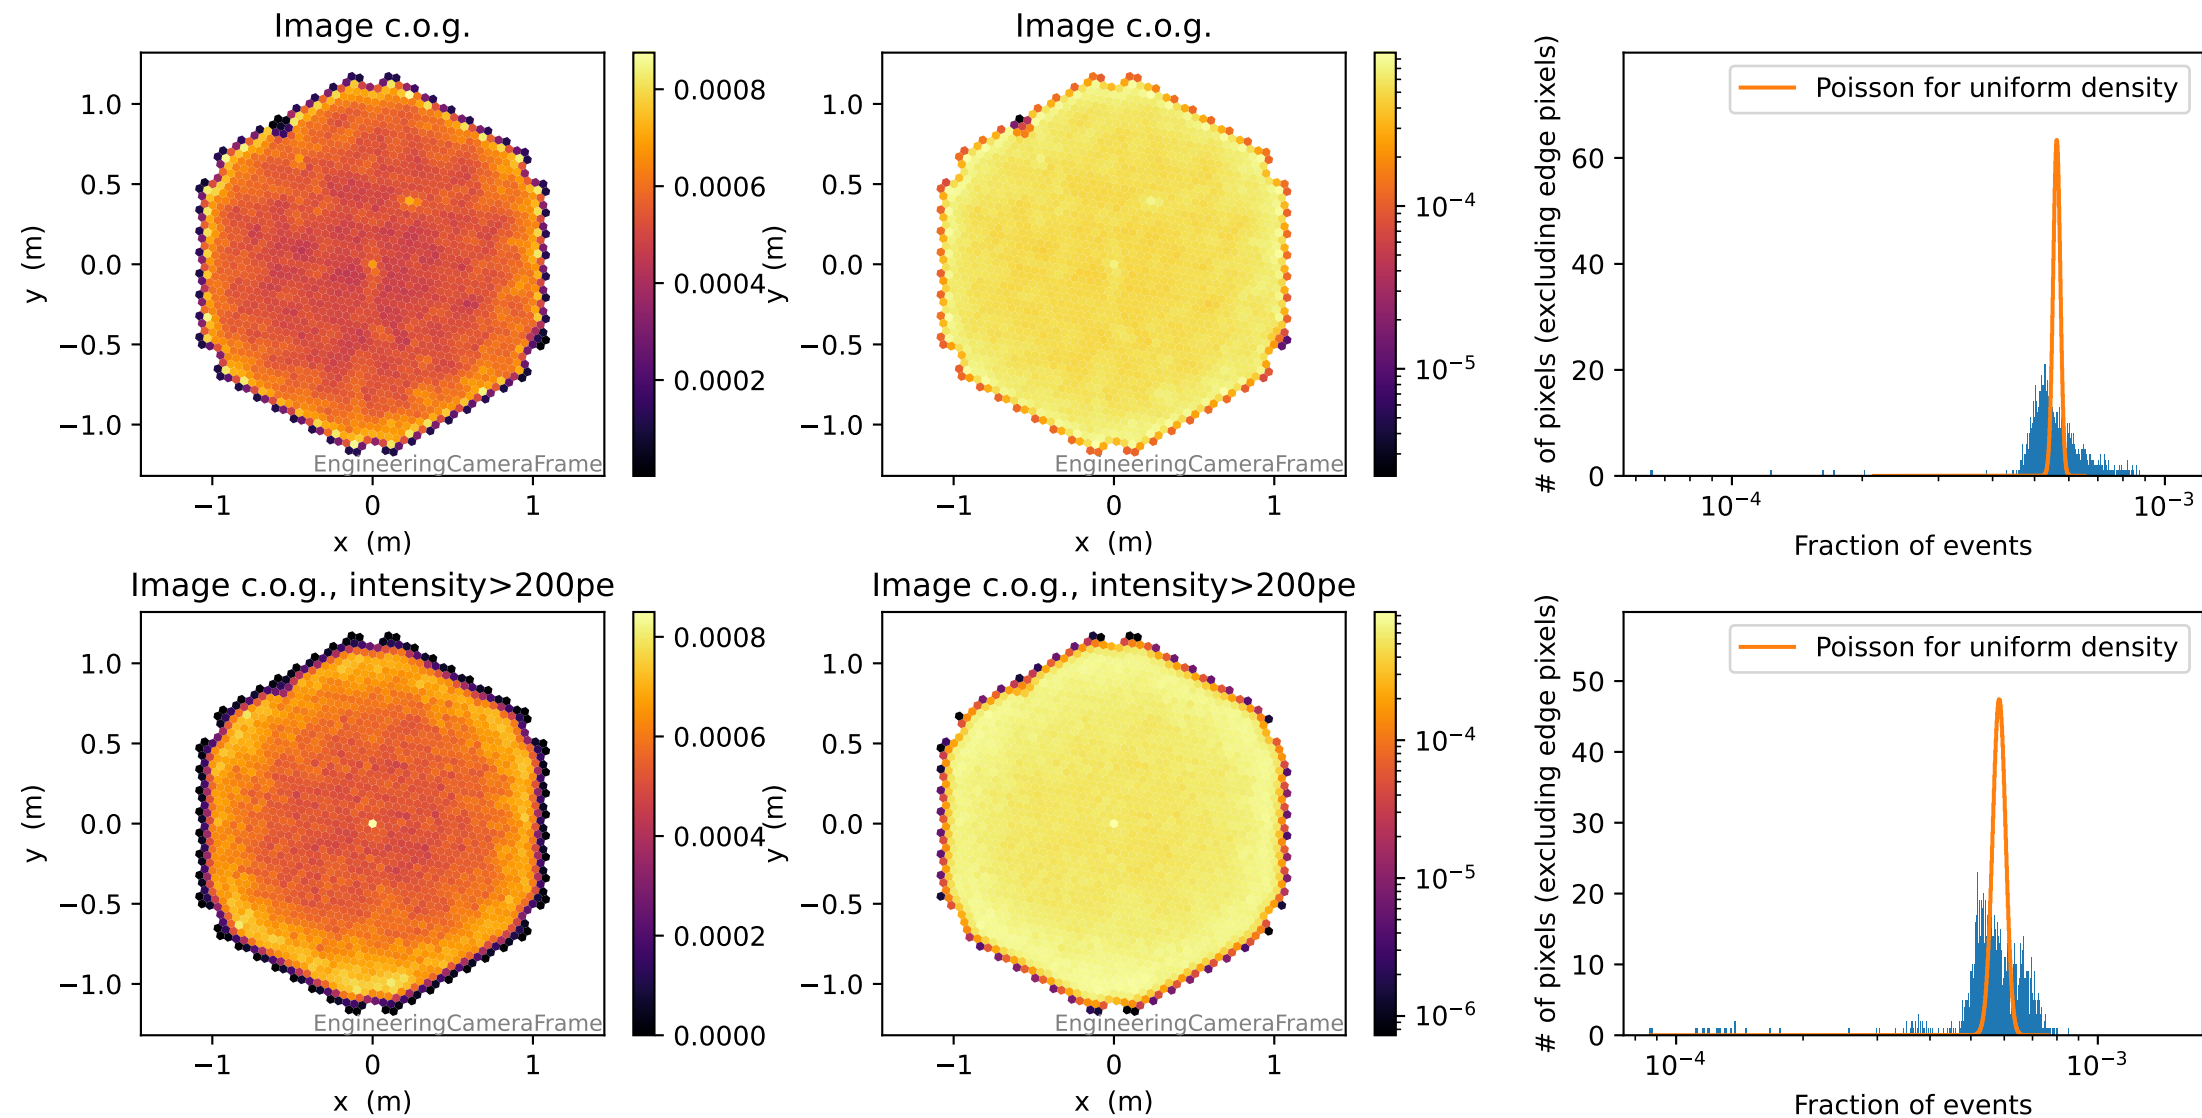 Image c.o.g.
1.0
0.5
0.0
−0.5
−1.0
y (m)
−1
0
1
x (m)
EngineeringCameraFrame
0.0008
0.0006
0.0004
0.0002
Image c.o.g.
1.0
0.5
0.0
−0.5
−1.0
y (m)
−1
0
1
x (m)
EngineeringCameraFrame
10⁻⁴
10⁻⁵
# of pixels (excluding edge pixels)
60
40
20
0
Poisson for uniform density
10⁻⁴
10⁻³
Fraction of events
Image c.o.g., intensity>200pe
1.0
0.5
0.0
−0.5
−1.0
y (m)
−1
0
1
x (m)
EngineeringCameraFrame
0.0008
0.0006
0.0004
0.0002
0.0000
Image c.o.g., intensity>200pe
1.0
0.5
0.0
−0.5
−1.0
y (m)
−1
0
1
x (m)
EngineeringCameraFrame
10⁻⁴
10⁻⁵
10⁻⁶
# of pixels (excluding edge pixels)
50
40
30
20
10
0
Poisson for uniform density
10⁻⁴
10⁻³
Fraction of events